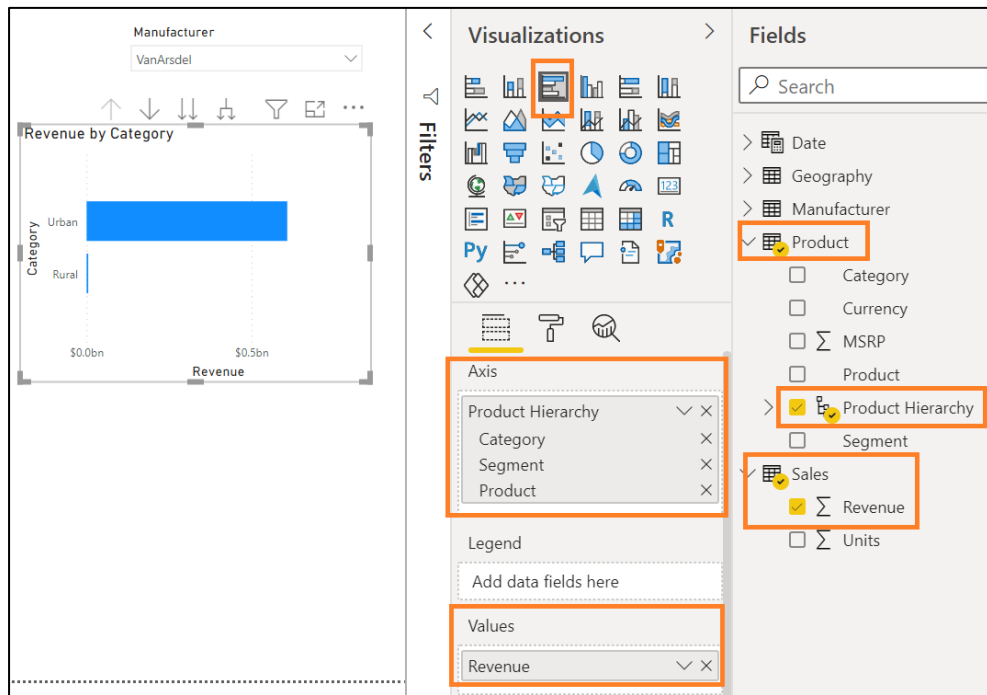 Manufacturer
VanArsdel
Revenue by Category
Category
Urban
Rural
$0.0bn
$0.5bn
Revenue
Filters
Visualizations
123
R
Py
Axis
Product Hierarchy
Category
Segment
Product
Legend
Add data fields here
Values
Revenue
Fields
Search
Date
Geography
Manufacturer
Product
Category
Currency
MSRP
Product
Product Hierarchy
Segment
Sales
Revenue
Units